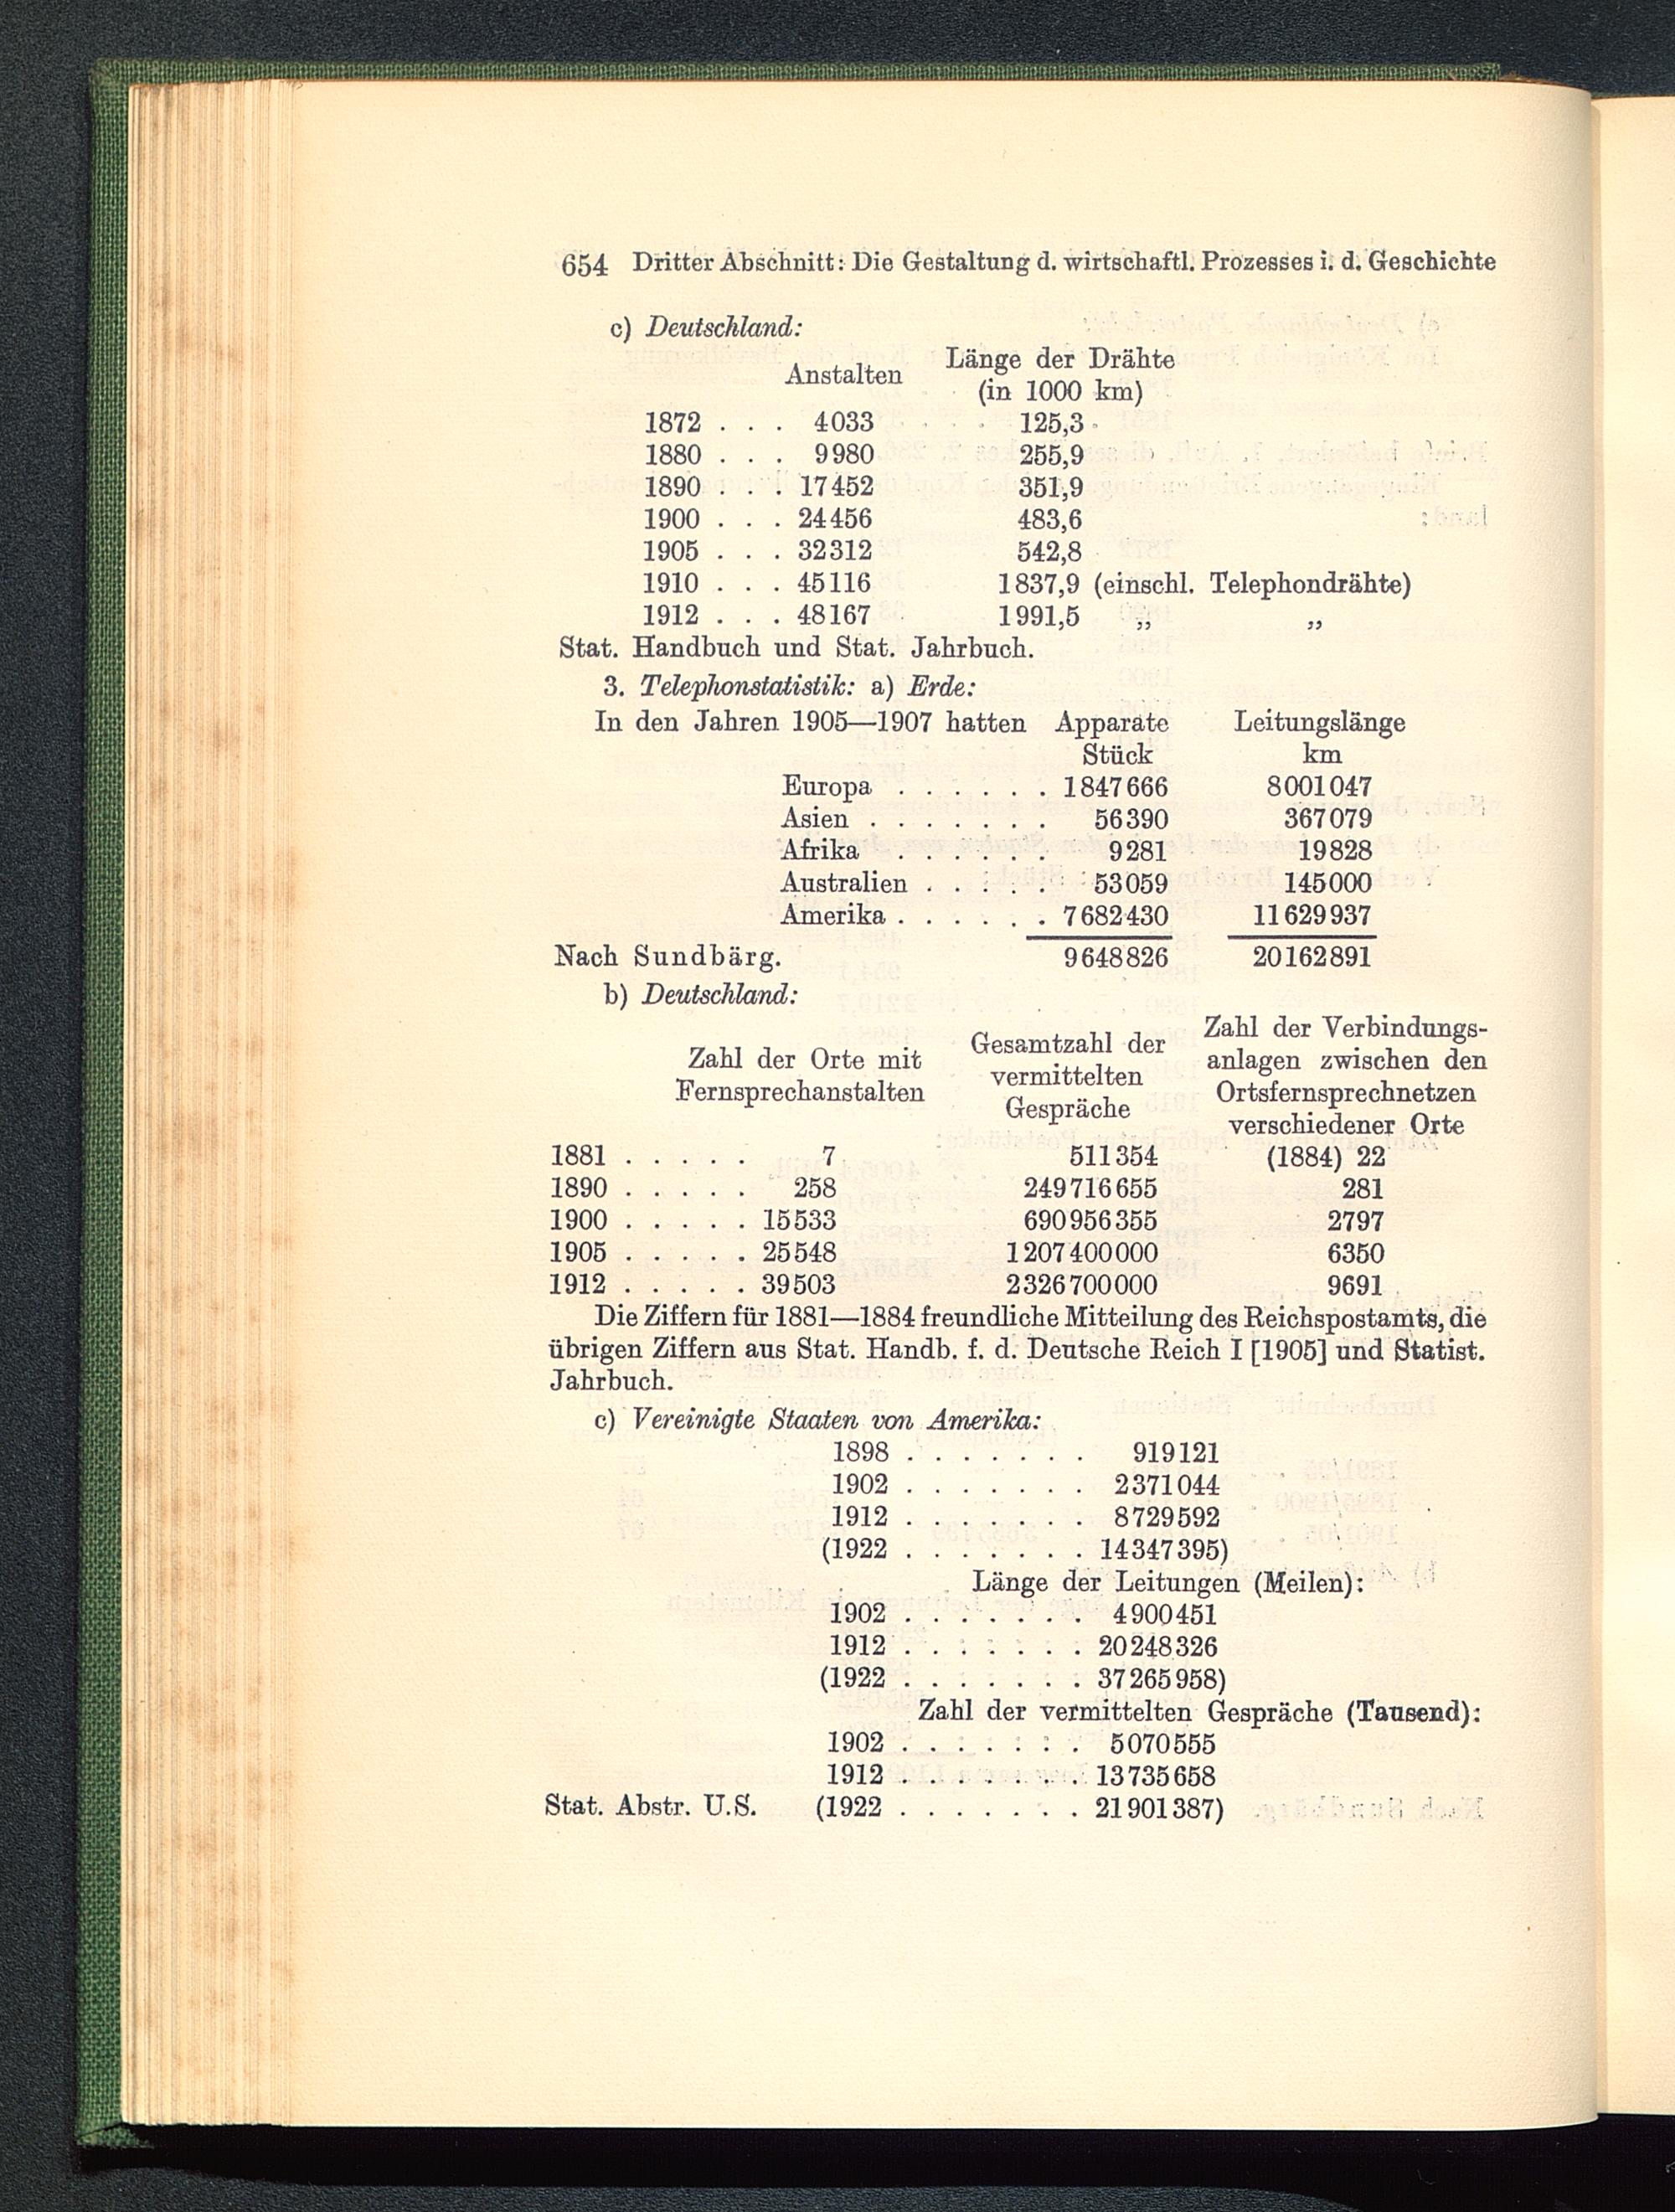 654 Dritter Abschnitt: Die Gestaltung d. wirtschaftl. Prozesses i. d. Geschichte
c) Deutschland:
Anstalten Länge der Drähte
(in 1000 km)
1872 . . . 4033 125,3
1880 . . . 9980 255,9
1890 . . . 17452 351,9
1900 . . . 24456 483,6
1905 . . . 32312 542,8
1910 . . . 45116 1837,9 (einschl. Telephondrähte)
1912 . . . 48167 1991,5 „ „
Stat. Handbuch und Stat. Jahrbuch.
3. Telephonstatistik: a) Erde:
In den Jahren 1905—1907 hatten Apparate Leitungslänge
Stück km
Europa . . . . . . 1847666 8001047
Asien . . . . . . . 56390 367079
Afrika . . . . . . 9281 19828
Australien . . . . . 53059 145000
Amerika . . . . . . 7682430 11629937
Nach Sundbärg. 9648826 20162891
b) Deutschland:
Zahl der Orte mit
Fernsprechanstalten
Gesamtzahl der
vermittelten
Gespräche
Zahl der Verbindungs-
anlagen zwischen den
Ortsfernsprechnetzen
verschiedener Orte
1881 . . . . . 7 511354 (1884) 22
1890 . . . . . 258 249716655 281
1900 . . . . . 15533 690956355 2797
1905 . . . . . 25548 1207400000 6350
1912 . . . . . 39503 2326700000 9691
Die Ziffern für 1881—1884 freundliche Mitteilung des Reichspostamts, die
übrigen Ziffern aus Stat. Handb. f. d. Deutsche Reich I [1905] und Statist.
Jahrbuch.
c) Vereinigte Staaten von Amerika:
1898 . . . . . . . 919121
1902 . . . . . . . 2371044
1912 . . . . . . . 8729592
(1922 . . . . . . . 14347395)
Länge der Leitungen (Meilen):
1902 . . . . . . . 4900451
1912 . . . . . . . 20248326
(1922 . . . . . . . 37265958)
Zahl der vermittelten Gespräche (Tausend):
1902 . . . . . . . 5070555
1912 . . . . . . . 13735658
Stat. Abstr. U.S. (1922 . . . . . . . 21901387)